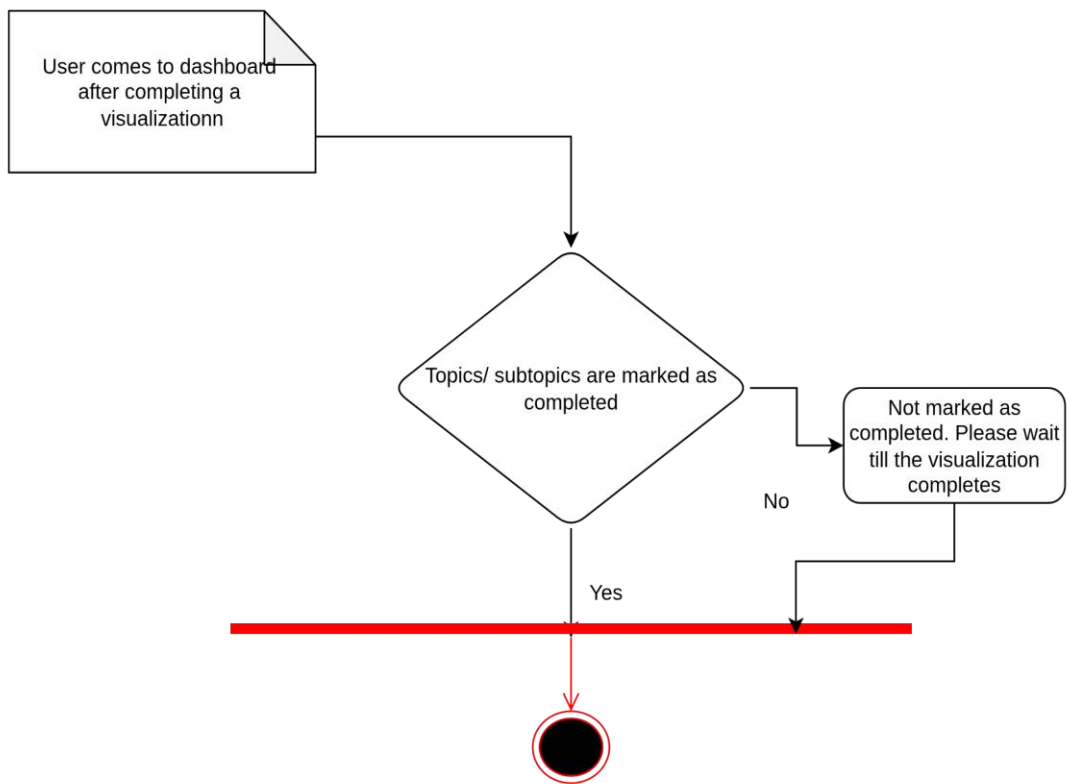 User comes to dashboard
after completing a
visualizationn
Topics/ subtopics are marked as
completed
Not marked as
completed. Please wait
till the visualization
completes
No
Yes